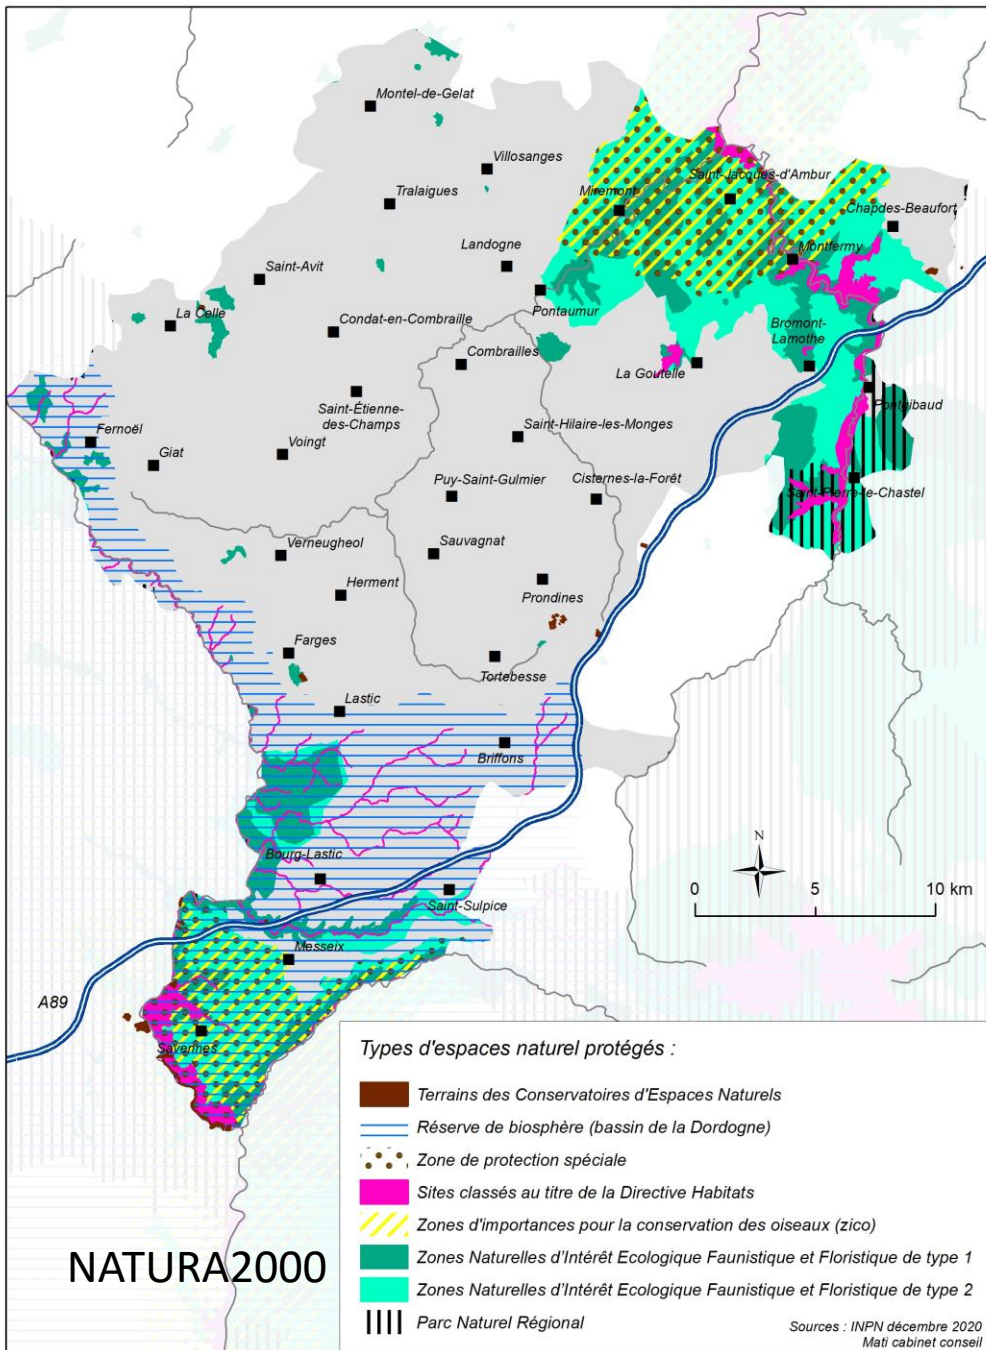 Montel-de-Gelat
Villosanges
Tralaigues
Miremont
Saint-Jacques-d'Ambur
Chapdes-Beaufort
Landogne
Montfermy
Saint-Avit
Pontaumur
La Celle
Condat-en-Combraille
Bromont-
Lamothe
Combrailles
La Goutelle
Pontgibaud
Saint-Étienne-
des-Champs
Fernoël
Saint-Hilaire-les-Monges
Giat
Voingt
Puy-Saint-Gulmier
Cisternes-la-Forêt
Saint-Pierre-le-Chastel
Verneugheol
Sauvagnat
Herment
Prondines
Farges
Tortebesse
Lastic
Briffons
N
Bourg-Lastic
0 5 10 km
Saint-Sulpice
Messeix
A89
Savennes
Types d'espaces naturel protégés :
Terrains des Conservatoires d'Espaces Naturels
Réserve de biosphère (bassin de la Dordogne)
Zone de protection spéciale
Sites classés au titre de la Directive Habitats
Zones d'importances pour la conservation des oiseaux (zico)
Zones Naturelles d'Intérêt Ecologique Faunistique et Floristique de type 1
Zones Naturelles d'Intérêt Ecologique Faunistique et Floristique de type 2
Parc Naturel Régional
NATURA2000
Sources : INPN décembre 2020
Mati cabinet conseil